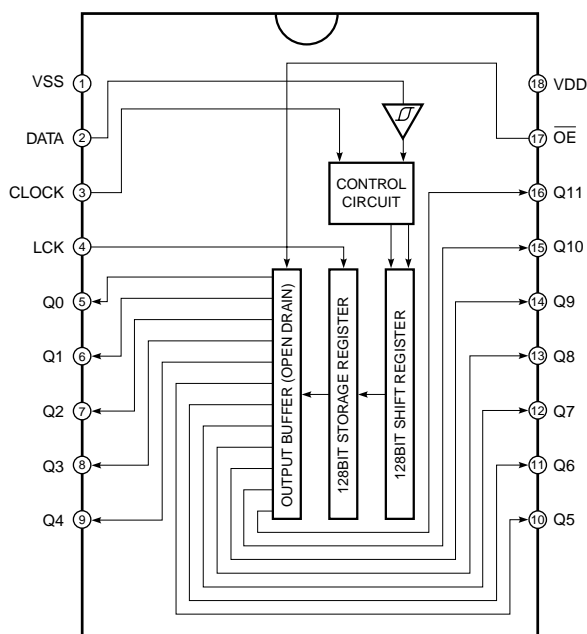 VSS 1
DATA 2
CLOCK 3
LCK 4
Q0 5
Q1 6
Q2 7
Q3 8
Q4 9
18 VDD
17 OE
16 Q11
15 Q10
14 Q9
13 Q8
12 Q7
11 Q6
10 Q5
CONTROL
CIRCUIT
OUTPUT BUFFER (OPEN DRAIN)
128BIT STORAGE REGISTER
128BIT SHIFT REGISTER